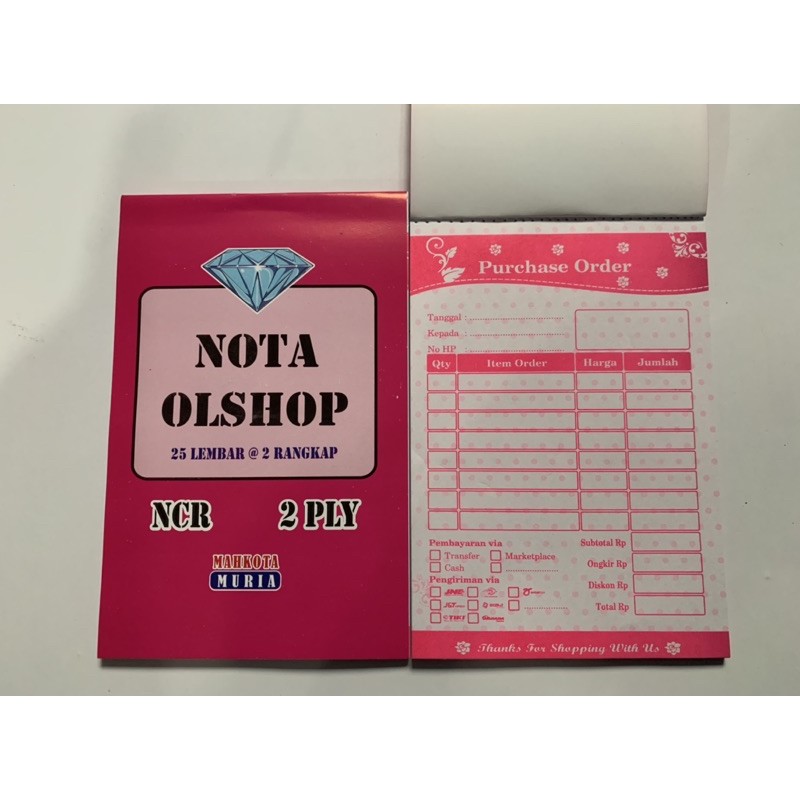 NOTA
OLSHOP
25 LEMBAR @ 2 RANGKAP
NCR 2 PLY
MAHKOTA
MURIA
Purchase Order
Tanggal :
Kepada :
No HP :
Qty Item Order Harga Jumlah
Pembayaran via Subtotal Rp
Transfer Marketplace
Cash Ongkir Rp
Pengiriman via Diskon Rp
JNE
J&T
TIKI
Total Rp
Thanks For Shopping With Us